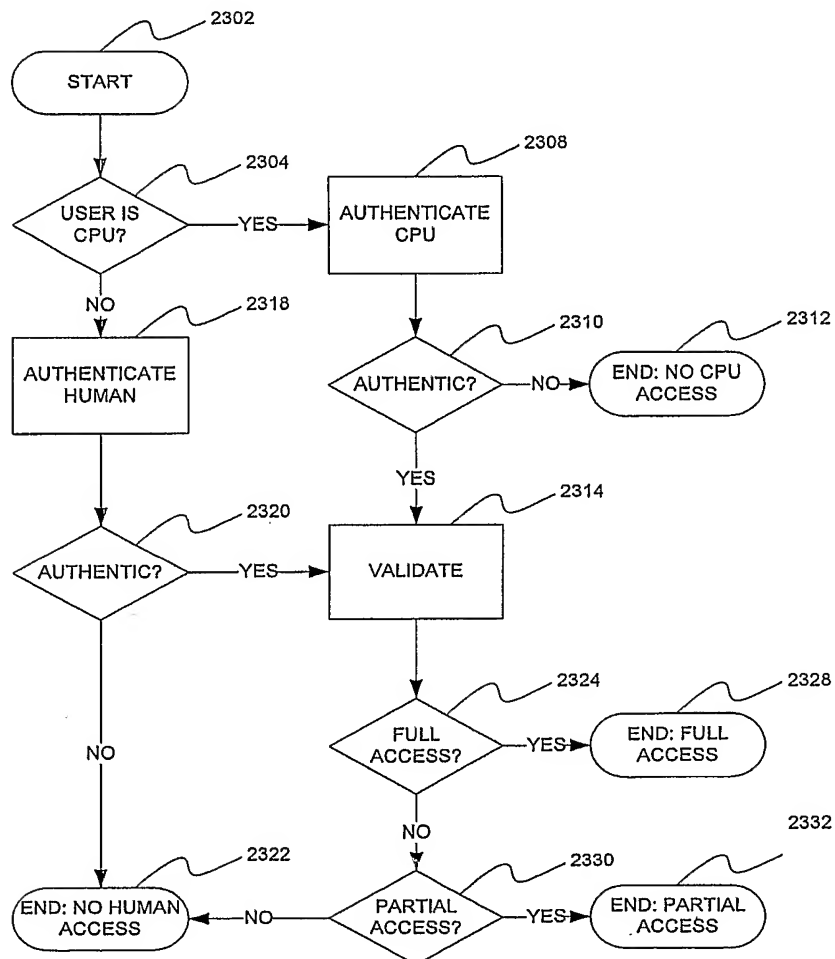 2302
START
2304
USER IS
CPU?
YES
2308
AUTHENTICATE
CPU
NO
2318
AUTHENTICATE
HUMAN
2310
AUTHENTIC?
NO
2312
END: NO CPU
ACCESS
YES
2320
AUTHENTIC?
YES
2314
VALIDATE
2324
FULL
ACCESS?
YES
2328
END: FULL
ACCESS
NO
NO
2322
END: NO HUMAN
ACCESS
NO
2330
PARTIAL
ACCESS?
YES
2332
END: PARTIAL
ACCESS